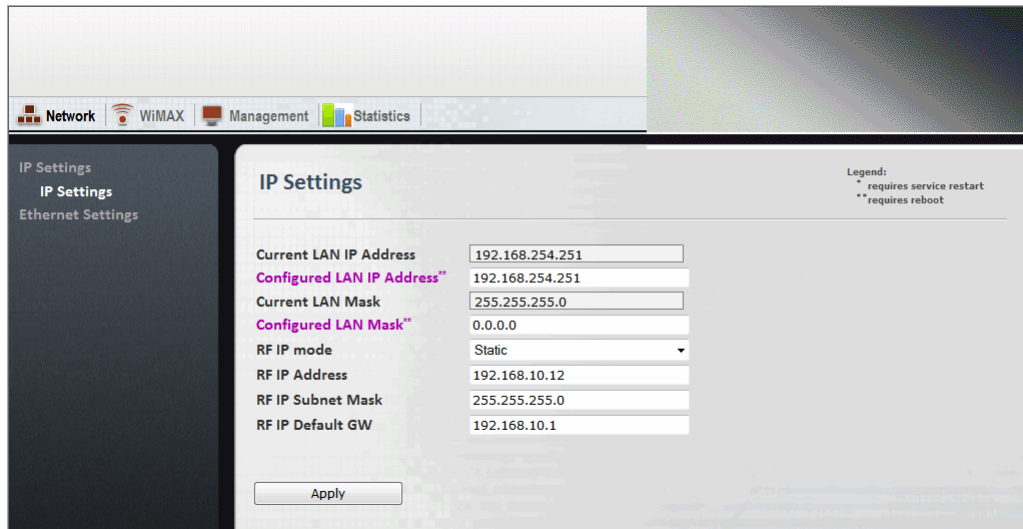 Network WiMAX Management Statistics
IP Settings
IP Settings
Ethernet Settings
IP Settings
Legend:
* requires service restart
** requires reboot
Current LAN IP Address 192.168.254.251
Configured LAN IP Address** 192.168.254.251
Current LAN Mask 255.255.255.0
Configured LAN Mask** 0.0.0.0
RF IP mode Static
RF IP Address 192.168.10.12
RF IP Subnet Mask 255.255.255.0
RF IP Default GW 192.168.10.1
Apply